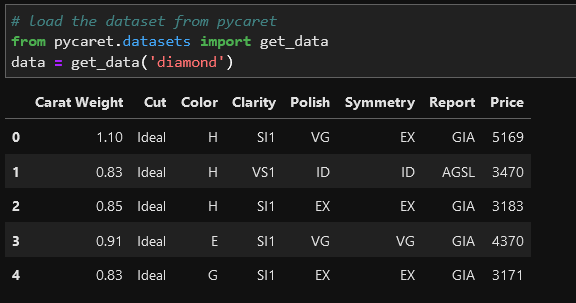 # load the dataset from pycaret
from pycaret.datasets import get_data
data = get_data('diamond')
Carat Weight Cut Color Clarity Polish Symmetry Report Price
0 1.10 Ideal H SI1 VG EX GIA 5169
1 0.83 Ideal H VS1 ID ID AGSL 3470
2 0.85 Ideal H SI1 EX EX GIA 3183
3 0.91 Ideal E SI1 VG VG GIA 4370
4 0.83 Ideal G SI1 EX EX GIA 3171